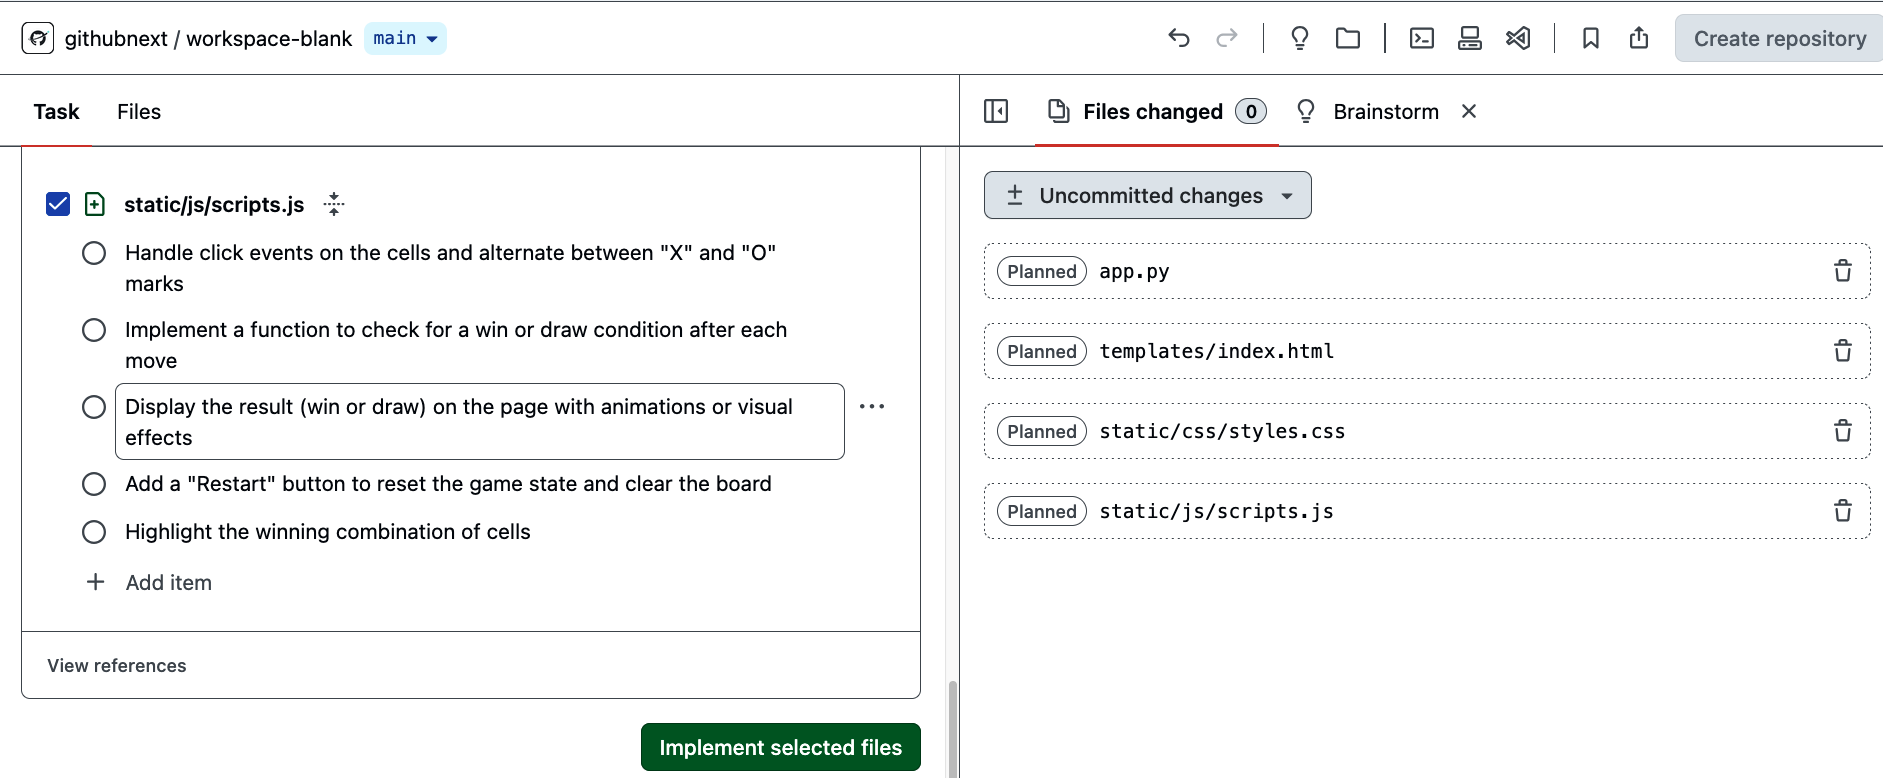 githubnext / workspace-blank main
Create repository
Task Files
Files changed 0 Brainstorm
static/js/scripts.js
Handle click events on the cells and alternate between "X" and "O"
marks
Implement a function to check for a win or draw condition after each
move
Display the result (win or draw) on the page with animations or visual
effects
Add a "Restart" button to reset the game state and clear the board
Highlight the winning combination of cells
Add item
View references
Implement selected files
Uncommitted changes
Planned app.py
Planned templates/index.html
Planned static/css/styles.css
Planned static/js/scripts.js